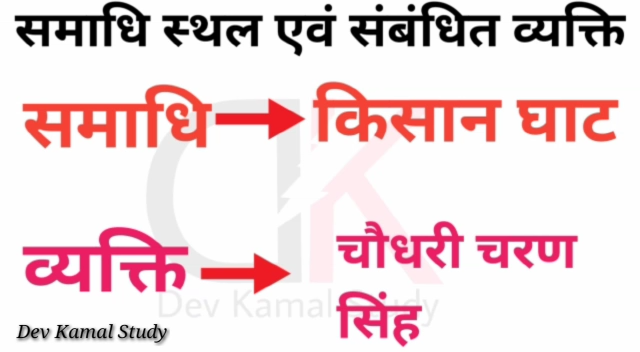 समाधि स्थल एवं संबंधित व्यक्ति
समाधि किसान घाट
व्यक्ति चौधरी चरण
सिंह
Dev Kamal Study
Dev Kamal Study